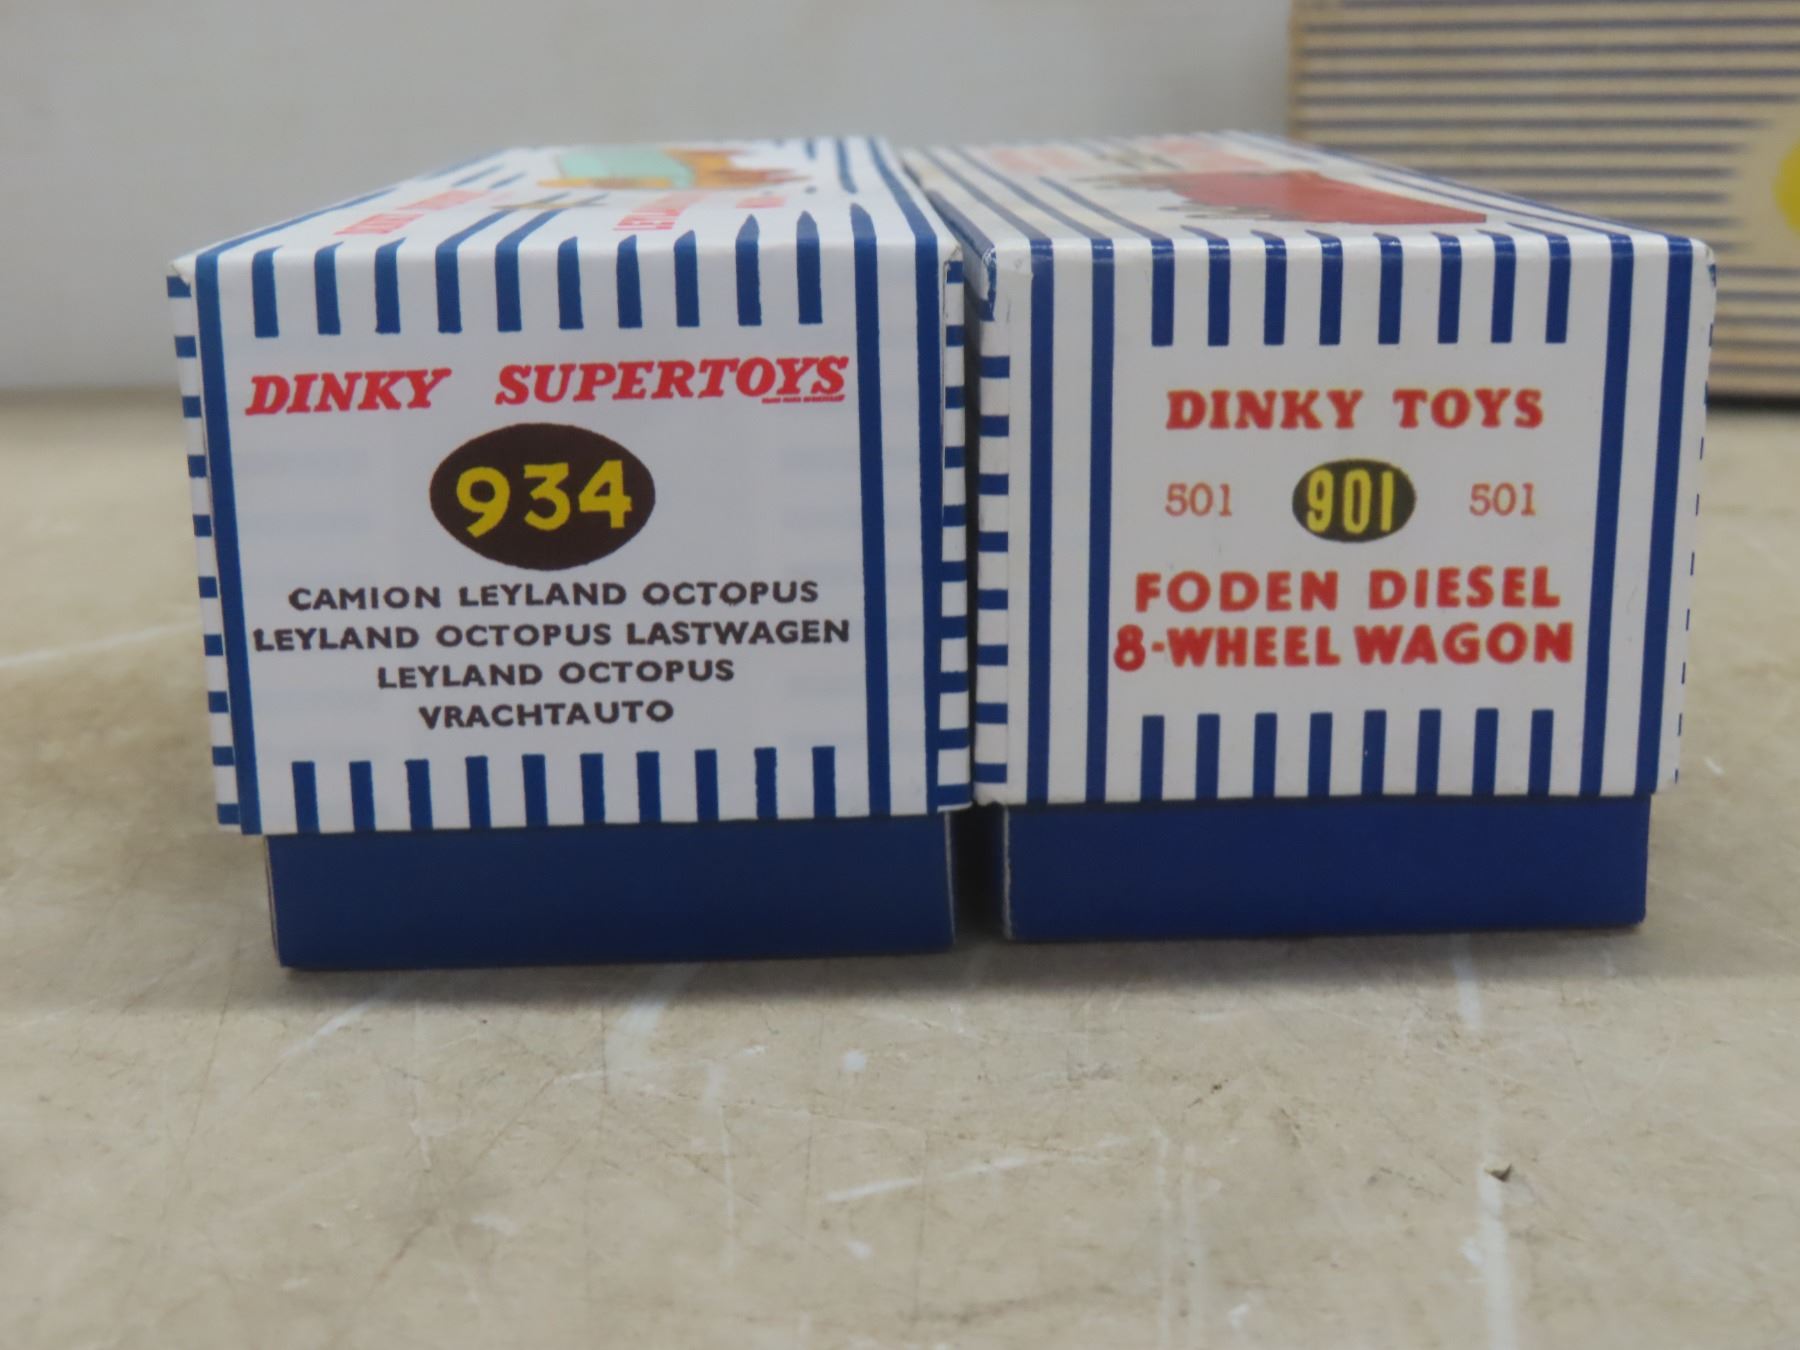 DINKY SUPERTOYS
934
CAMION LEYLAND OCTOPUS
LEYLAND OCTOPUS LASTWAGEN
LEYLAND OCTOPUS
VRACHTAUTO
DINKY TOYS
501 901 501
FODEN DIESEL
8-WHEEL WAGON